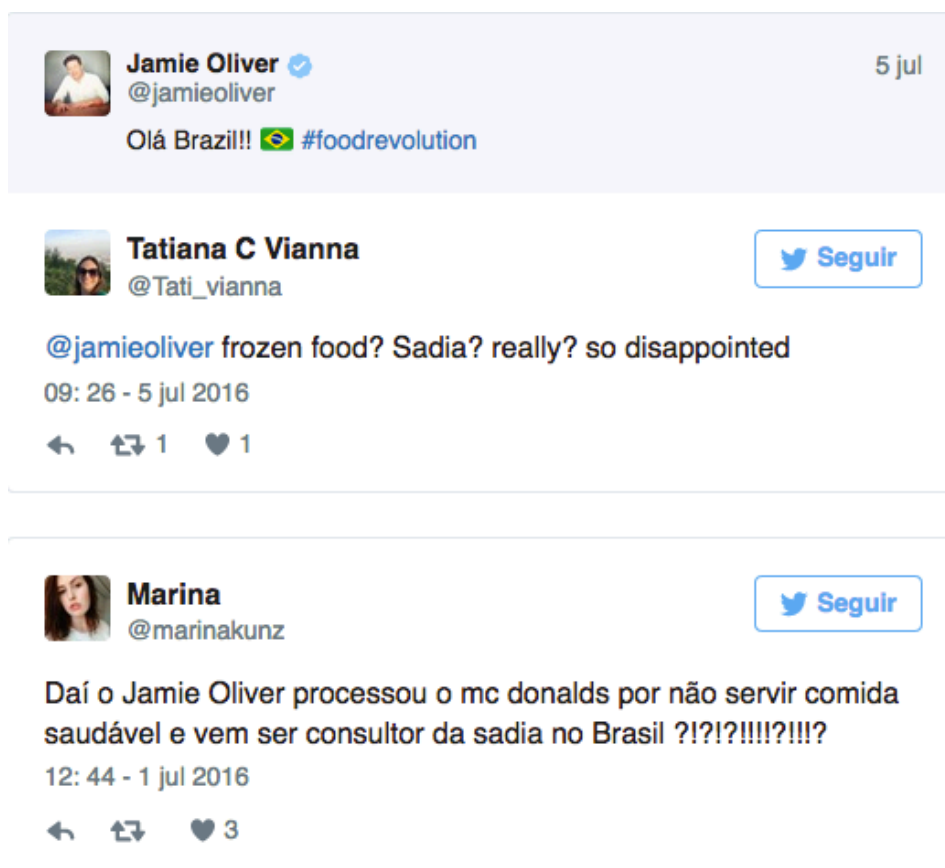 Jamie Oliver
5 jul
@jamieoliver
Olá Brazil!! 🇧🇷 #foodrevolution
Tatiana C Vianna
Seguir
@Tati_vianna
@jamieoliver frozen food? Sadia? really? so disappointed
09: 26 - 5 jul 2016
1 1
Marina
Seguir
@marinakunz
Daí o Jamie Oliver processou o mc donalds por não servir comida
saudável e vem ser consultor da sadia no Brasil ?!?!?!!!!?!!!?
12: 44 - 1 jul 2016
3